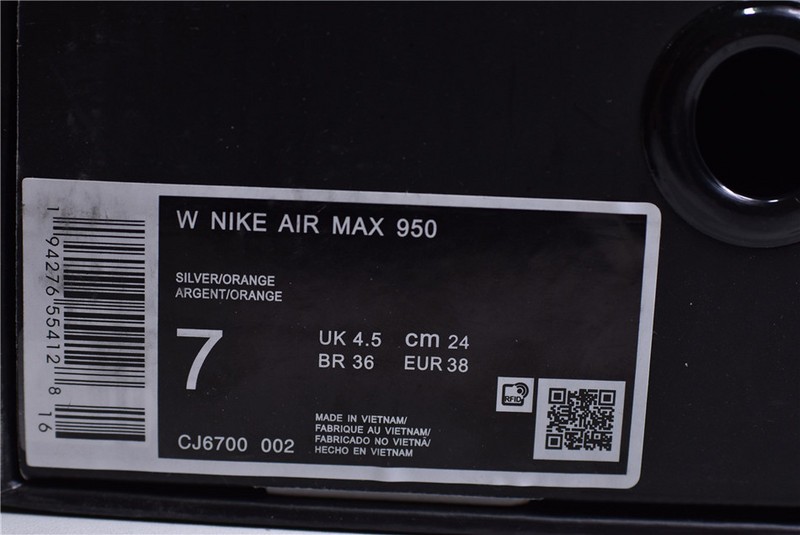 W NIKE AIR MAX 950
SILVER/ORANGE
ARGENT/ORANGE
7
UK 4.5 cm 24
BR 36 EUR 38
CJ6700 002
MADE IN VIETNAM/
FABRIQUE AU VIETNAM/
FABRICADO NO VIETNÃ/
HECHO EN VIETNAM
RFID
1 94276 55412 8 16